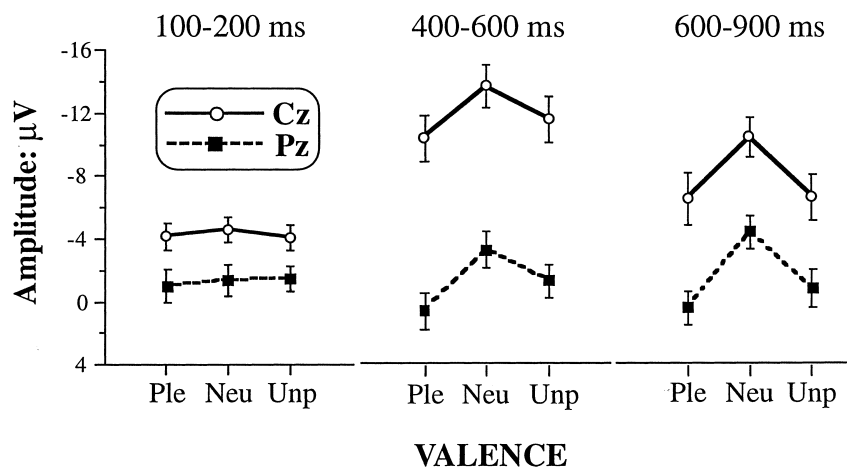 100-200 ms 400-600 ms 600-900 ms
-16
-12
-8
-4
0
4
Amplitude: μV
Cz
Pz
Ple Neu Unp Ple Neu Unp Ple Neu Unp
VALENCE